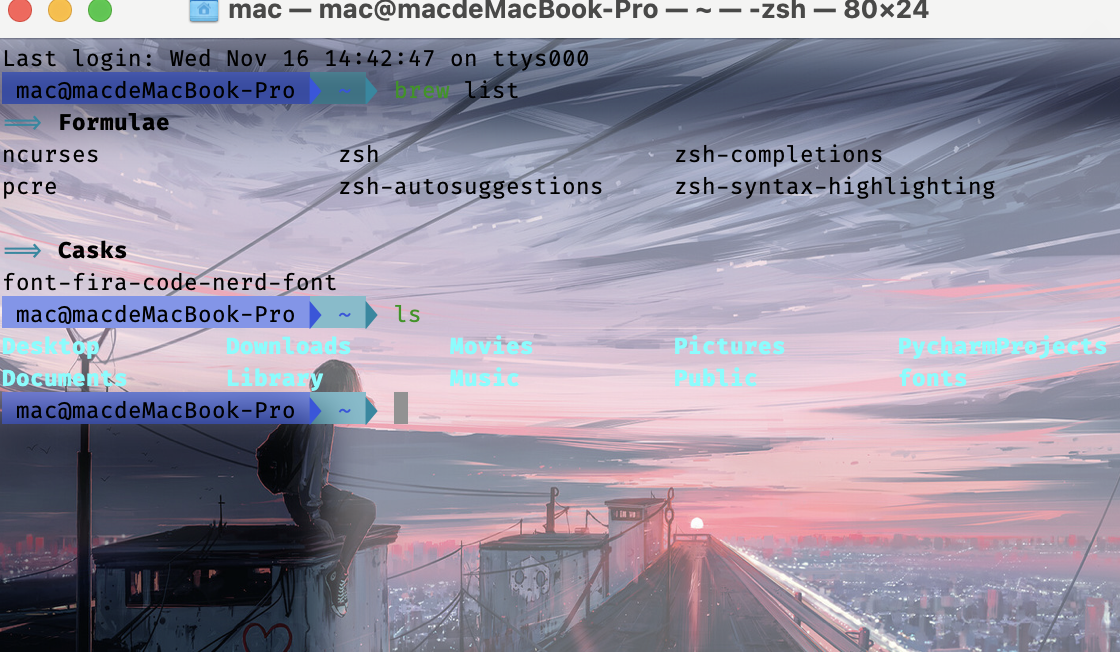 mac — mac@macdeMacBook-Pro — ~ — -zsh — 80×24
Last login: Wed Nov 16 14:42:47 on ttys000
mac@macdeMacBook-Pro ~ brew list
⟹ Formulae
ncurses zsh zsh-completions
pcre zsh-autosuggestions zsh-syntax-highlighting
⟹ Casks
font-fira-code-nerd-font
mac@macdeMacBook-Pro ~ ls
Desktop Downloads Movies Pictures PycharmProjects
Documents Library Music Public fonts
mac@macdeMacBook-Pro ~